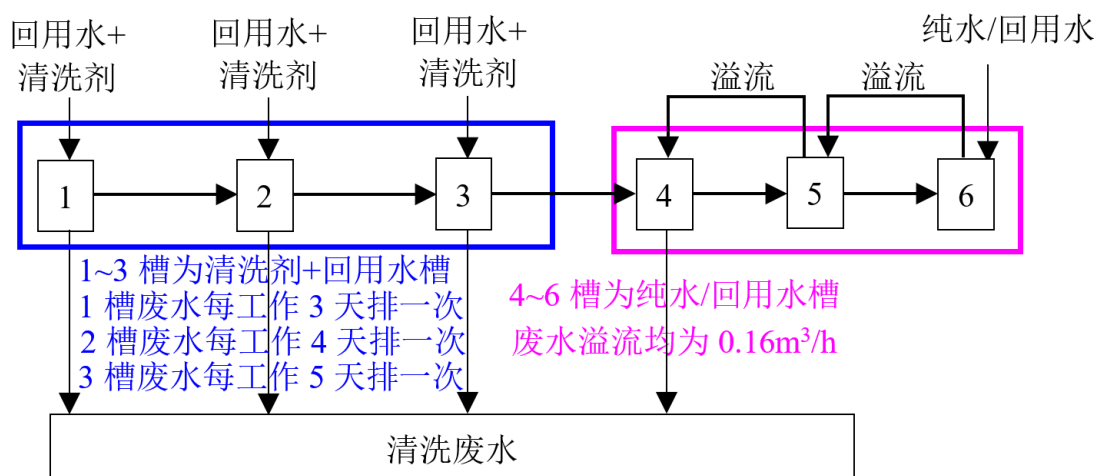 回用水+
清洗剂
回用水+
清洗剂
回用水+
清洗剂
纯水/回用水
溢流
溢流
1
2
3
4
5
6
1~3 槽为清洗剂+回用水槽
1 槽废水每工作 3 天排一次
2 槽废水每工作 4 天排一次
3 槽废水每工作 5 天排一次
4~6 槽为纯水/回用水槽
废水溢流均为 0.16m³/h
清洗废水